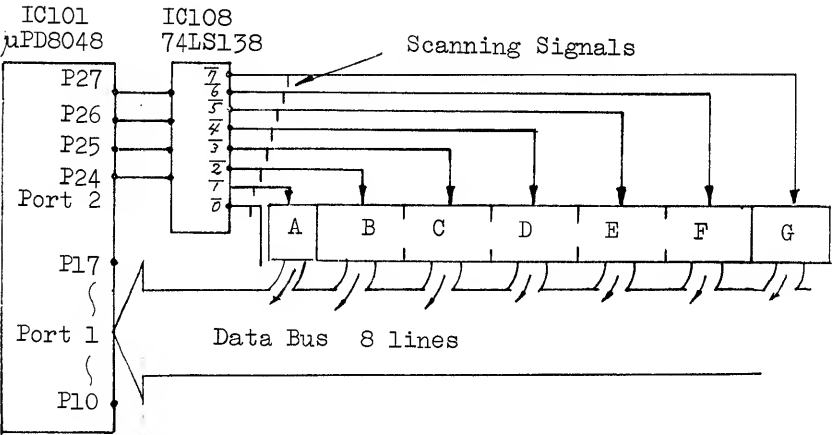 IC101
µPD8048
IC108
74LS138
Scanning Signals
P27
P26
P25
P24
Port 2
P17
Port 1
P10
7̅
6̅
5̅
4̅
3̅
2̅
1̅
0̅
A B C D E F G
Data Bus 8 lines